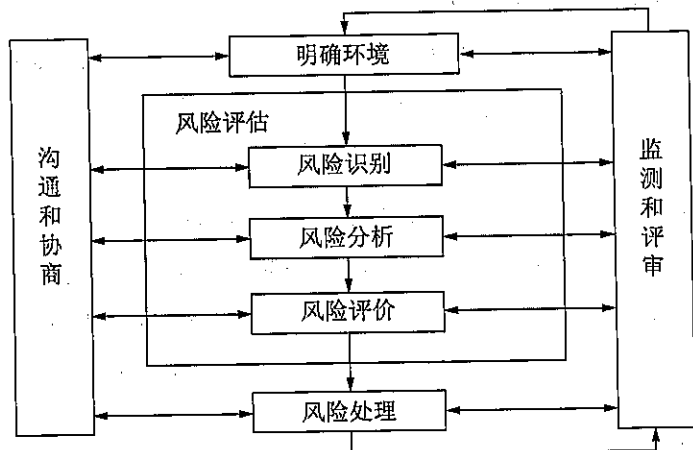 明确环境
风险评估
沟通和协商
风险识别
监测和评审
风险分析
风险评价
风险处理